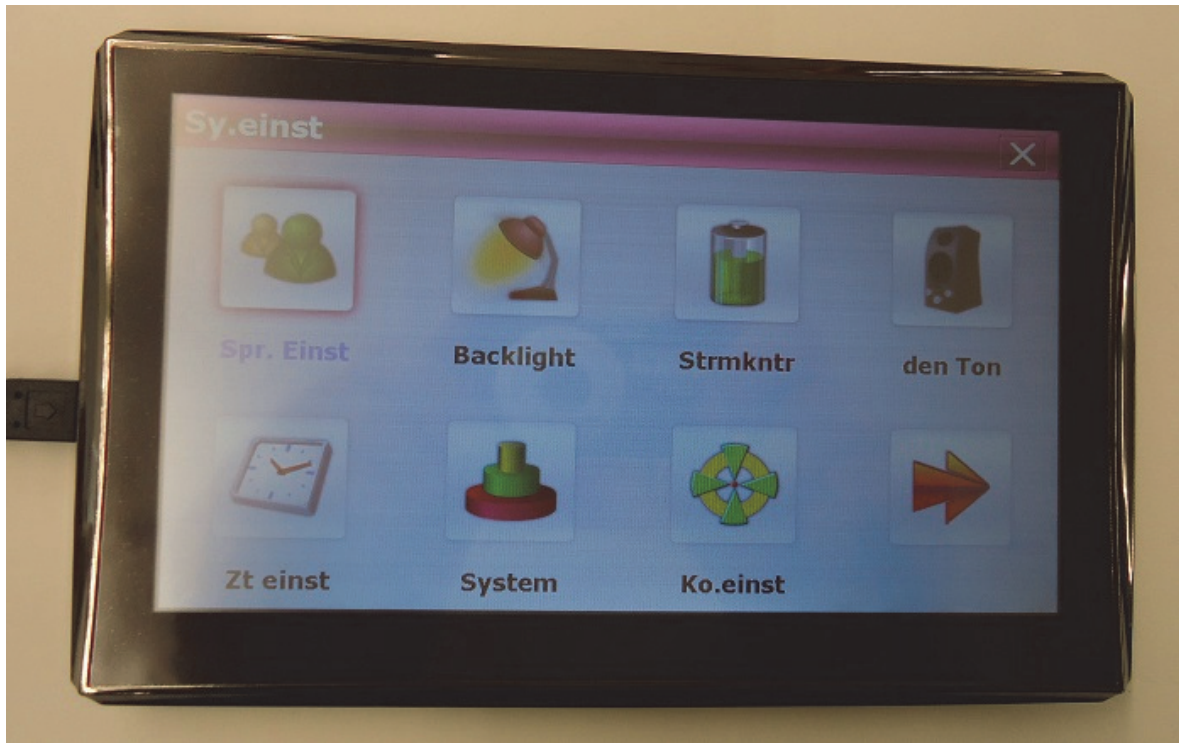 Sy.einst
Spr. Einst
Backlight
Strmkntr
den Ton
Zt einst
System
Ko.einst